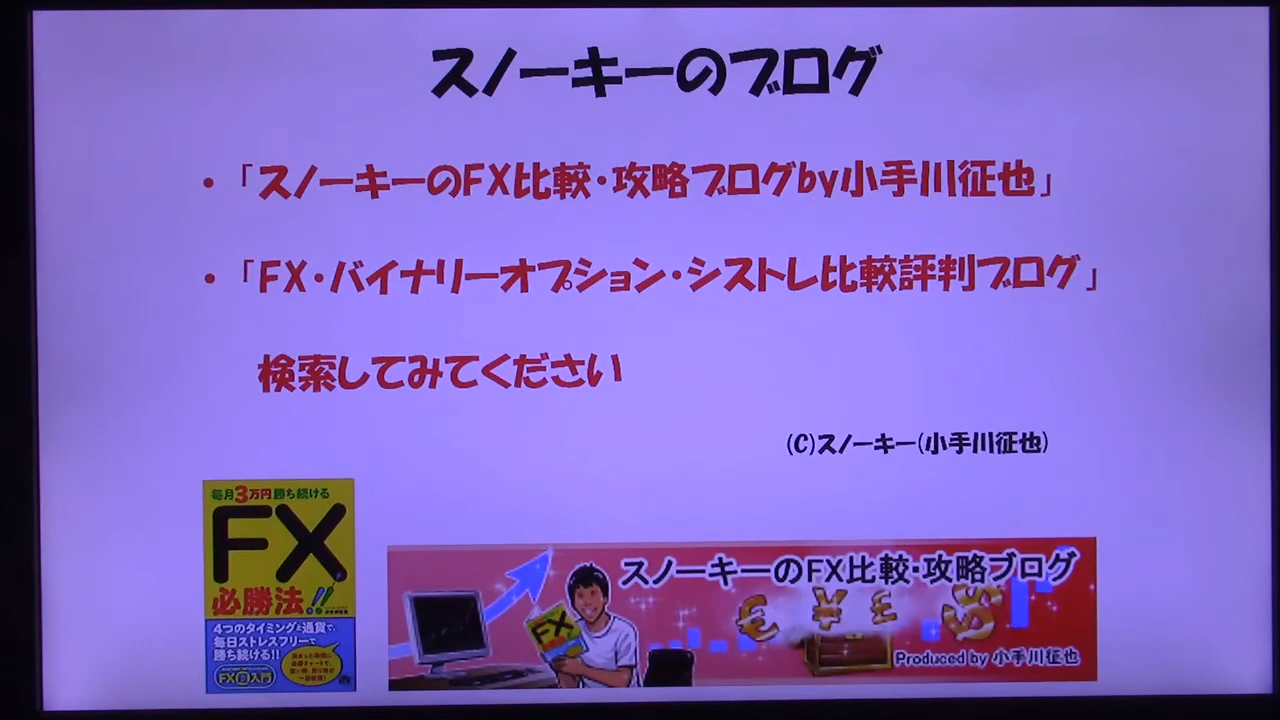 スノーキーのブログ
・「スノーキーのFX比較・攻略ブログby小手川征也」
・「FX・バイナリーオプション・シストレ比較評判ブログ」
検索してみてください
(C)スノーキー(小手川征也)
毎月3万円勝ち続ける
FX
必勝法!!
4つのタイミング&通貨で、
毎日ストレスフリーで
勝ち続ける!!
FX超入門
スノーキーのFX比較・攻略ブログ
FX
Produced by 小手川征也